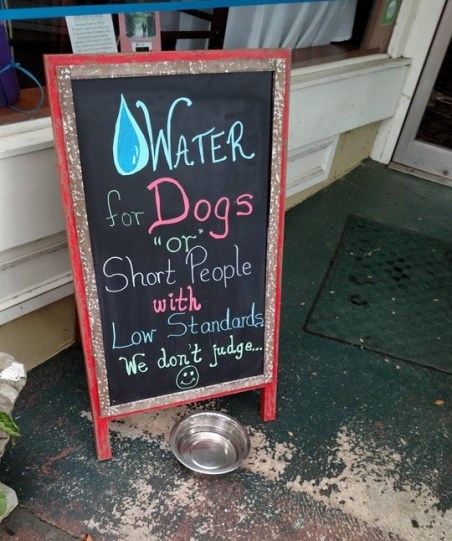 Water
for Dogs
"or"
Short People
with
Low Standards
We don't judge...